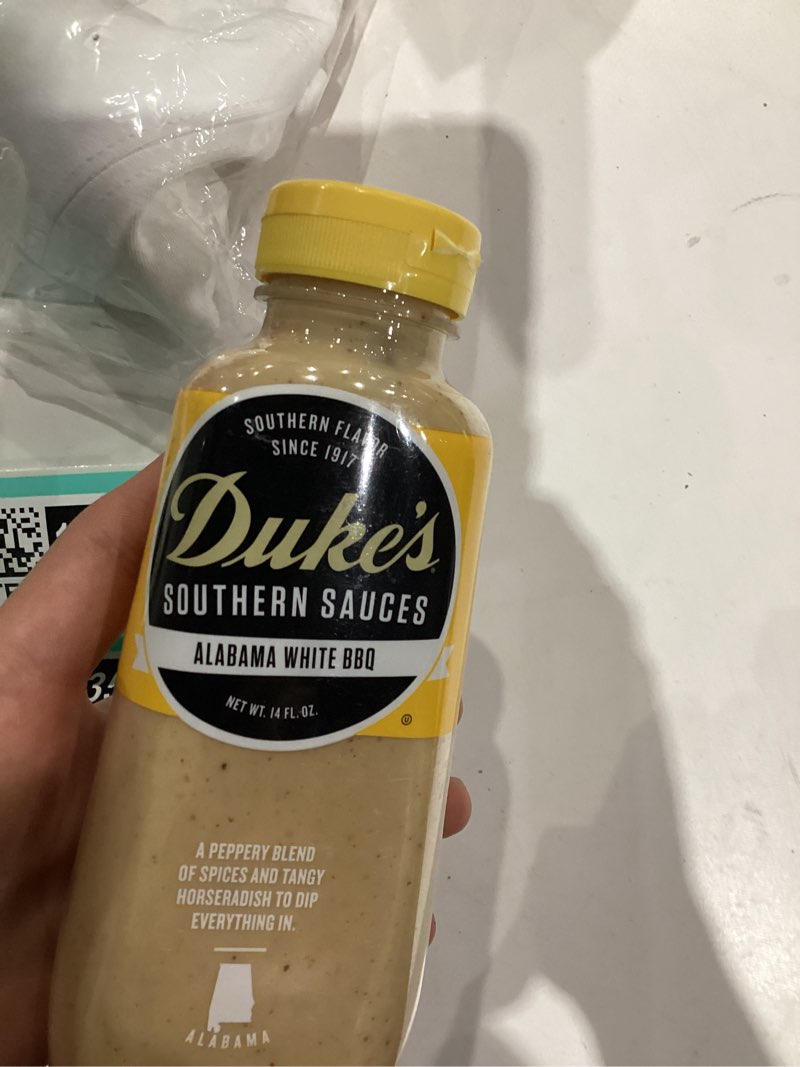 SOUTHERN FLAVOR
SINCE 1917
Duke's
SOUTHERN SAUCES
ALABAMA WHITE BBQ
NET WT. 14 FL. OZ.
A PEPPERY BLEND
OF SPICES AND TANGY
HORSERADISH TO DIP
EVERYTHING IN.
ALABAMA